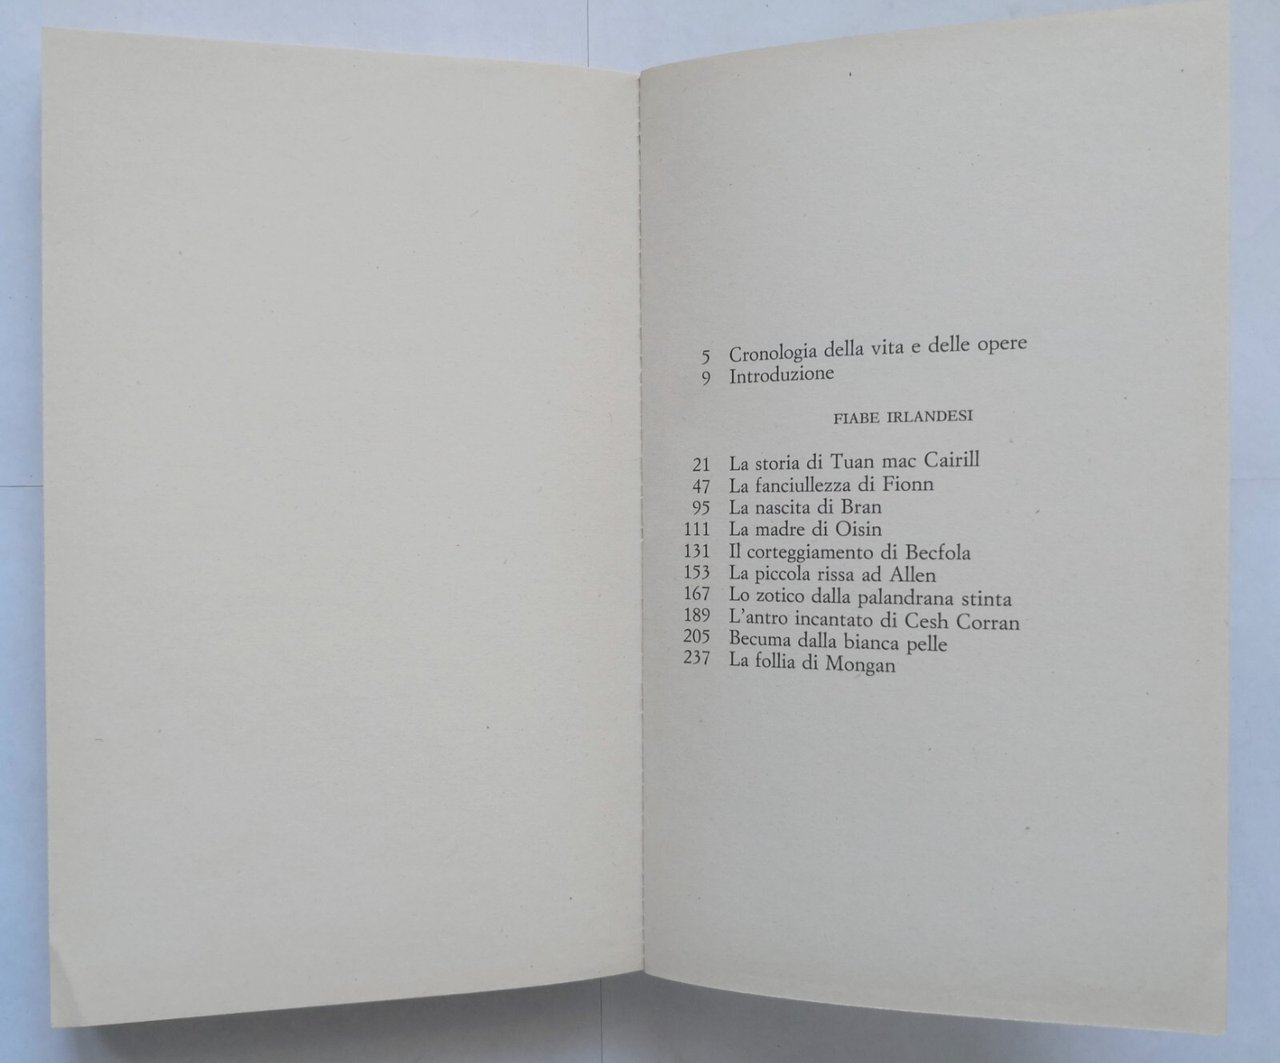 5 Cronologia della vita e delle opere
9 Introduzione
FIABE IRLANDESI
21 La storia di Tuan mac Cairill
47 La fanciullezza di Fionn
95 La nascita di Bran
111 La madre di Oisin
131 Il corteggiamento di Becfola
153 La piccola rissa ad Allen
167 Lo zotico dalla palandrana stinta
189 L'antro incantato di Cesh Corran
205 Becuma dalla bianca pelle
237 La follia di Mongan